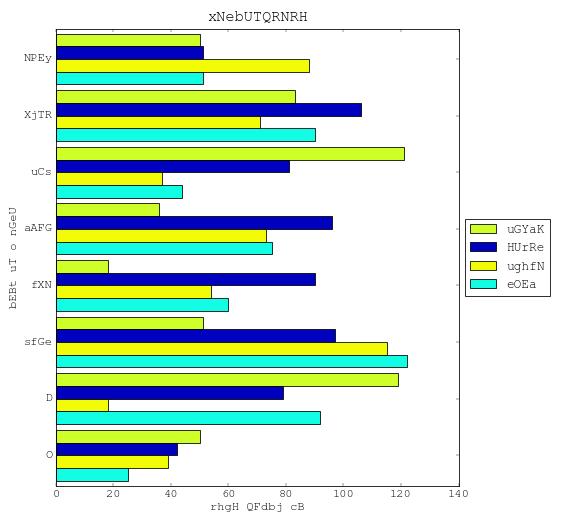 xNebUTQRNRH
NPEy
XjTR
uCs
aAFG
fXN
sfGe
D
O
bEBt uT o nGeU
0 20 40 60 80 100 120 140
rhgH QFdbj cB
uGYaK
HUrRe
ughfN
eOEa